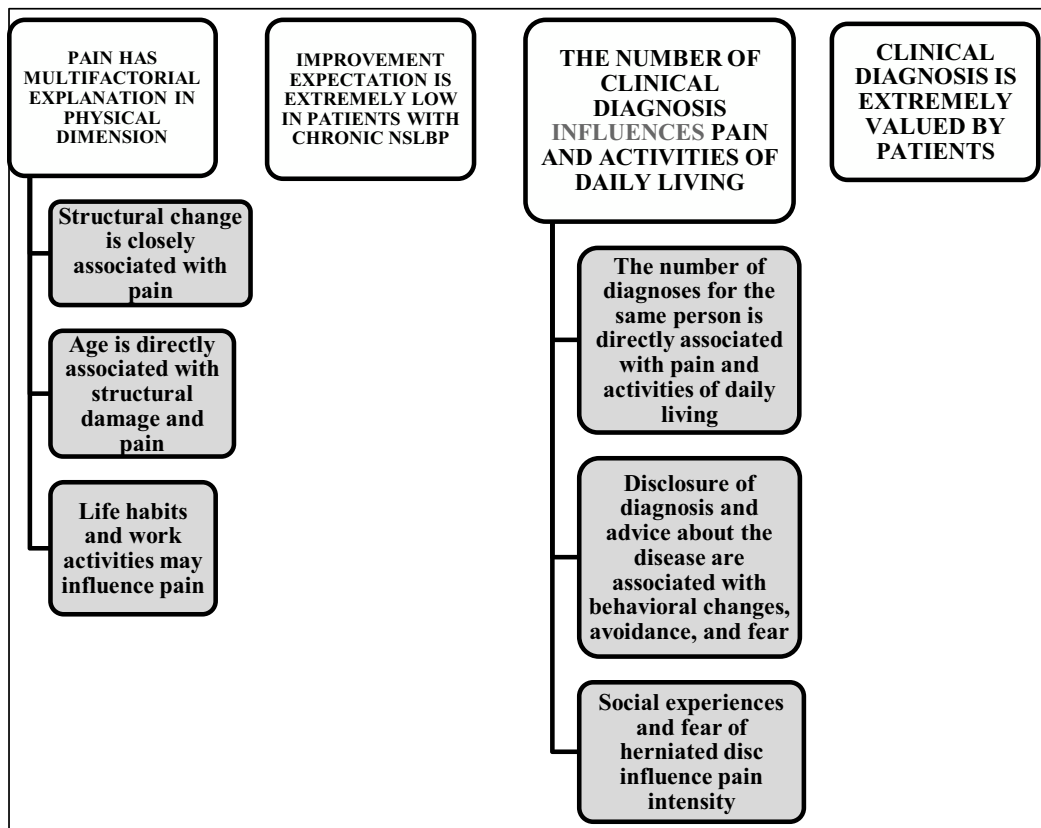 PAIN HAS
MULTIFACTORIAL
EXPLANATION IN
PHYSICAL
DIMENSION
Structural change
is closely
associated with
pain
Age is directly
associated with
structural
damage and
pain
Life habits
and work
activities may
influence pain
IMPROVEMENT
EXPECTATION IS
EXTREMELY LOW
IN PATIENTS WITH
CHRONIC NSLBP
THE NUMBER OF
CLINICAL
DIAGNOSIS
INFLUENCES PAIN
AND ACTIVITIES OF
DAILY LIVING
The number of
diagnoses for the
same person is
directly associated
with pain and
activities of daily
living
Disclosure of
diagnosis and
advice about the
disease are
associated with
behavioral changes,
avoidance, and fear
Social experiences
and fear of
herniated disc
influence pain
intensity
CLINICAL
DIAGNOSIS IS
EXTREMELY
VALUED BY
PATIENTS